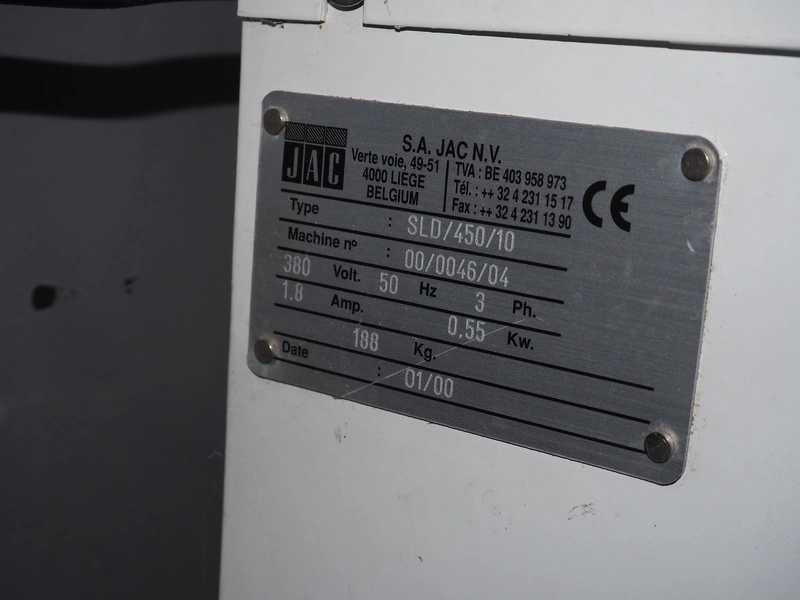 JAC
S.A. JAC N.V.
Verte voie, 49-51
4000 LIEGE
BELGIUM
TVA : BE 403 958 973
Tél. : ++ 32 4 231 15 17
Fax : ++ 32 4 231 13 90
CE
Type : SLD/450/10
Machine nº : 00/0046/04
380 Volt. 50 Hz 3 Ph.
1.8 Amp. 0.55 Kw.
188 Kg.
Date : 01/00